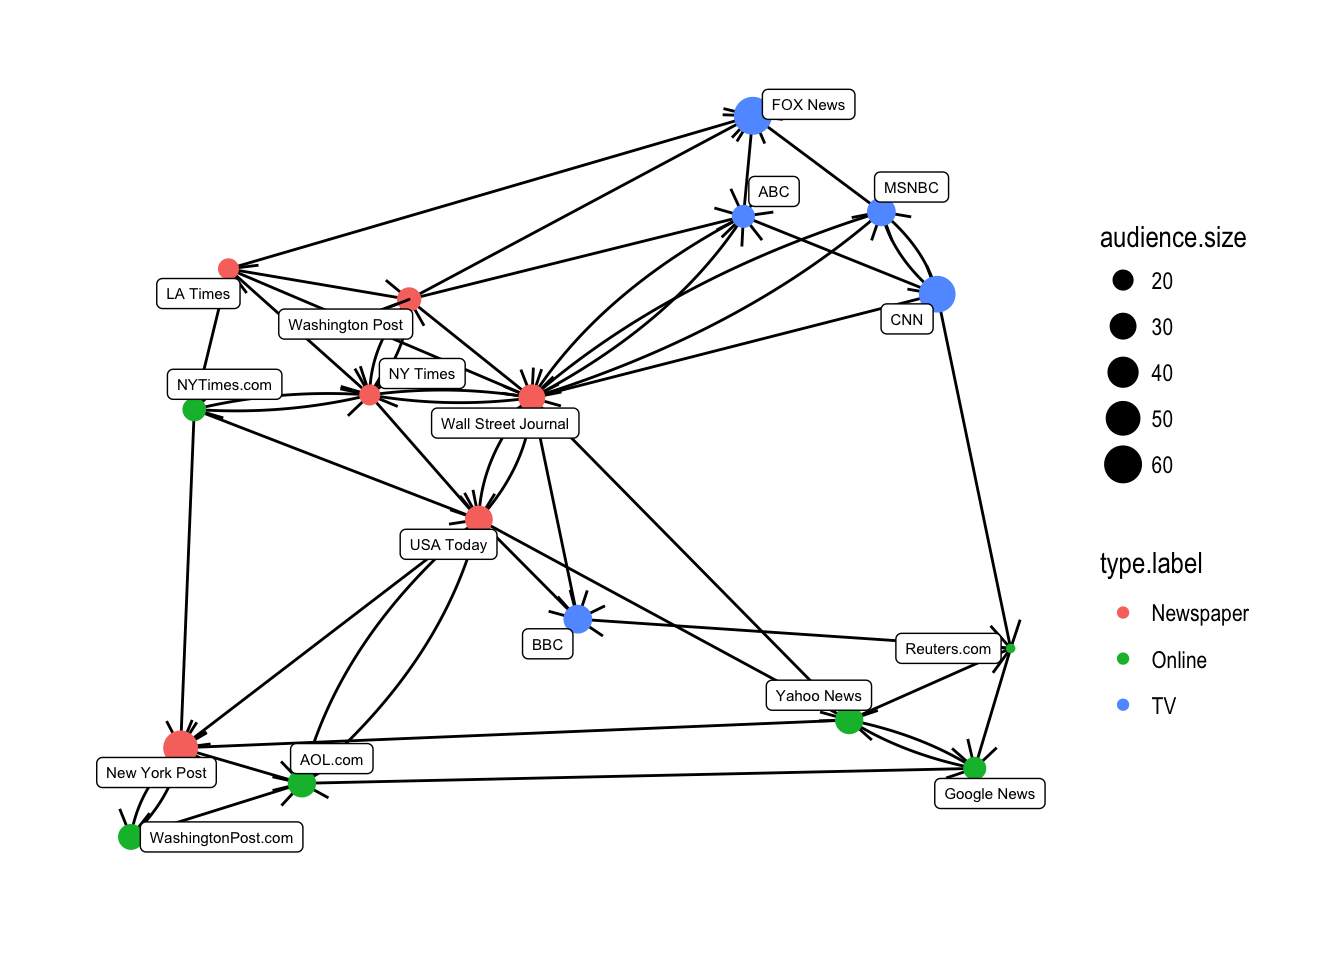 FOX News
ABC
MSNBC
LA Times
Washington Post
CNN
NY Times
NYTimes.com
Wall Street Journal
USA Today
BBC
Reuters.com
Yahoo News
AOL.com
New York Post
Google News
WashingtonPost.com
audience.size
20
30
40
50
60
type.label
Newspaper
Online
TV